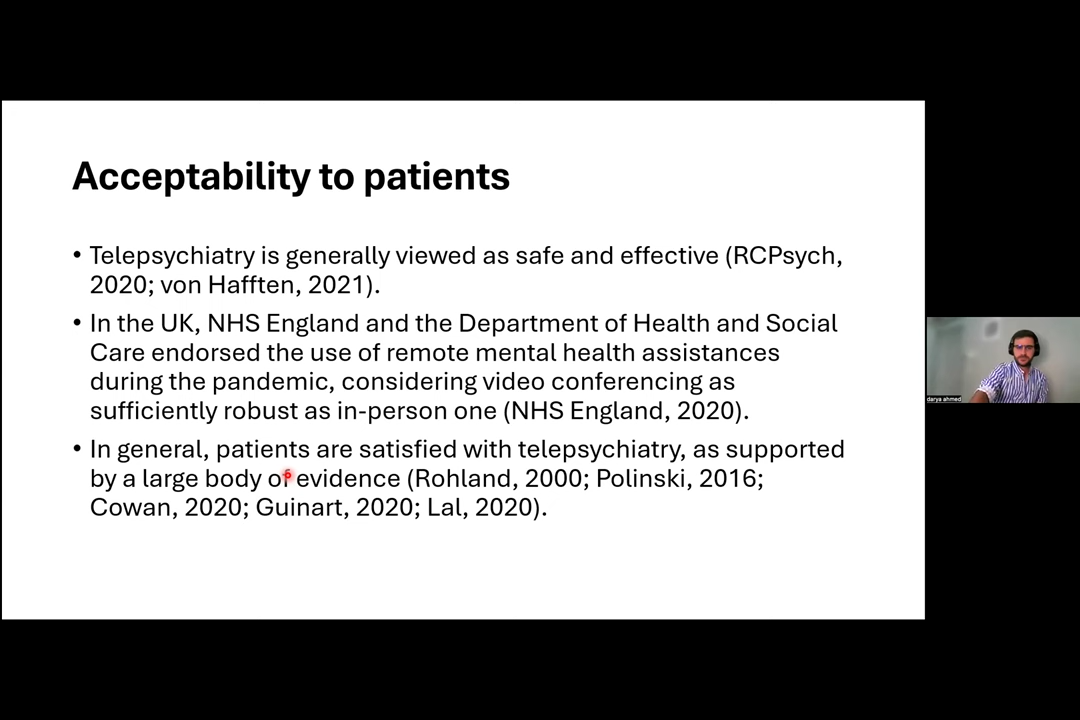 Acceptability to patients
• Telepsychiatry is generally viewed as safe and effective (RCPsych,
2020; von Hafften, 2021).
• In the UK, NHS England and the Department of Health and Social
Care endorsed the use of remote mental health assistances
during the pandemic, considering video conferencing as
sufficiently robust as in-person one (NHS England, 2020).
• In general, patients are satisfied with telepsychiatry, as supported
by a large body of evidence (Rohland, 2000; Polinski, 2016;
Cowan, 2020; Guinart, 2020; Lal, 2020).
darya ahmed